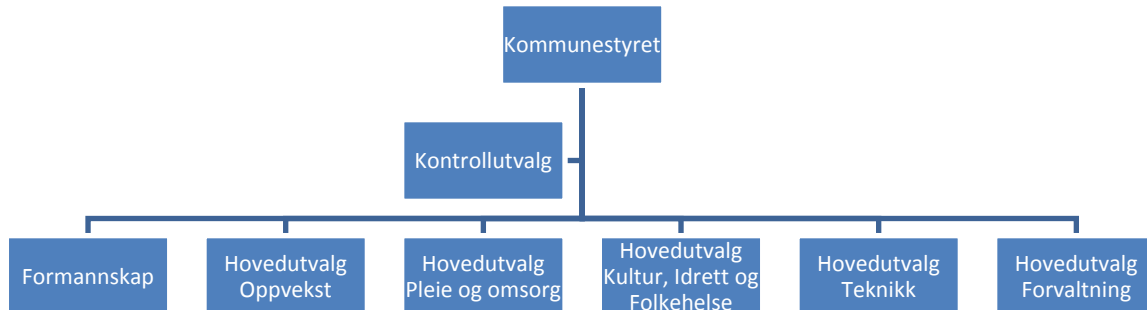 Kommunestyret
Kontrollutvalg
Formannskap
Hovedutvalg
Oppvekst
Hovedutvalg
Pleie og omsorg
Hovedutvalg
Kultur, Idrett og
Folkehelse
Hovedutvalg
Teknikk
Hovedutvalg
Forvaltning